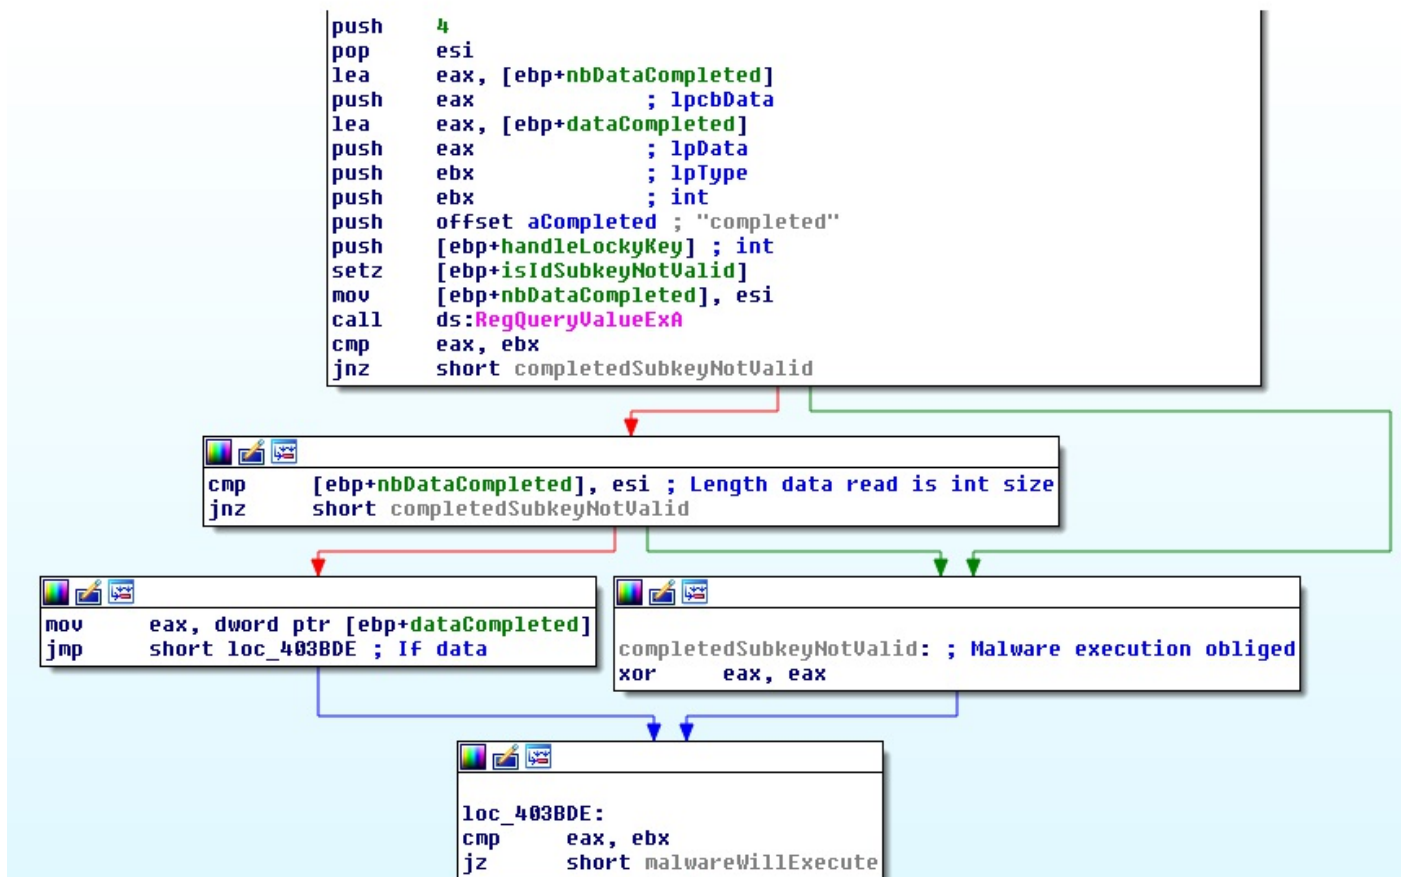 push 4
pop esi
lea eax, [ebp+nbDataCompleted]
push eax ; lpcbData
lea eax, [ebp+dataCompleted]
push eax ; lpData
push ebx ; lpType
push ebx ; int
push offset aCompleted ; "completed"
push [ebp+handleLockyKey] ; int
setz [ebp+isIdSubkeyNotValid]
mov [ebp+nbDataCompleted], esi
call ds:RegQueryValueExA
cmp eax, ebx
jnz short completedSubkeyNotValid
cmp [ebp+nbDataCompleted], esi ; Length data read is int size
jnz short completedSubkeyNotValid
mov eax, dword ptr [ebp+dataCompleted]
jmp short loc_403BDE ; If data
completedSubkeyNotValid: ; Malware execution obliged
xor eax, eax
loc_403BDE:
cmp eax, ebx
jz short malwareWillExecute